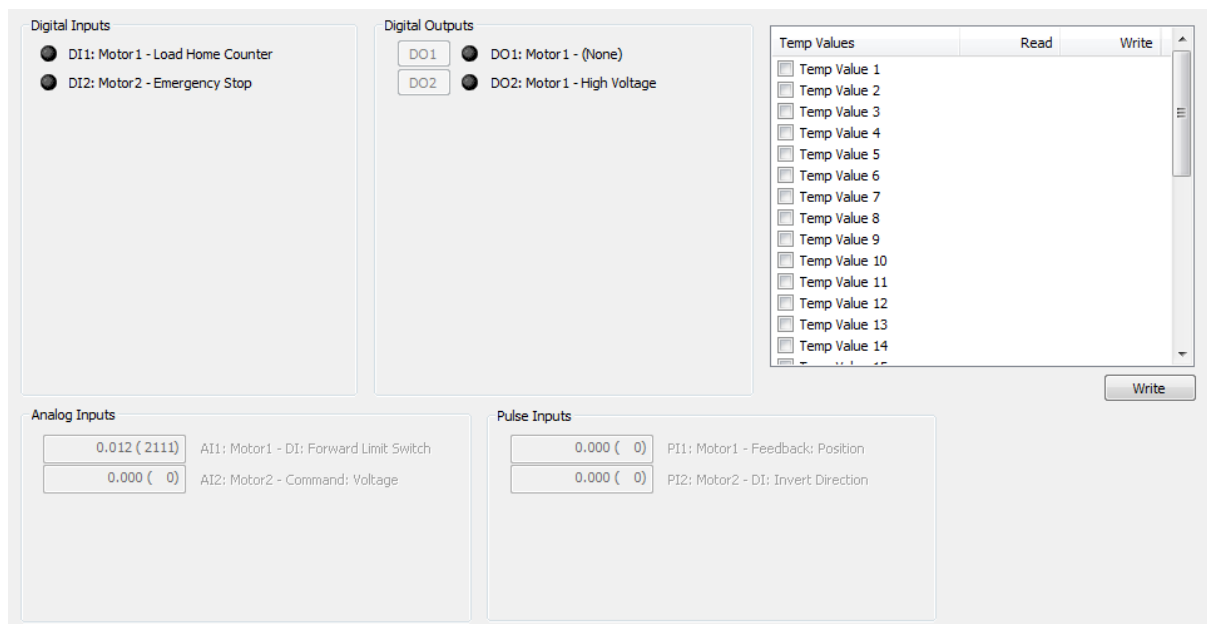 Digital Inputs
DI1: Motor1 - Load Home Counter
DI2: Motor2 - Emergency Stop
Digital Outputs
DO1 DO1: Motor1 - (None)
DO2 DO2: Motor1 - High Voltage
Temp Values Read Write
Temp Value 1
Temp Value 2
Temp Value 3
Temp Value 4
Temp Value 5
Temp Value 6
Temp Value 7
Temp Value 8
Temp Value 9
Temp Value 10
Temp Value 11
Temp Value 12
Temp Value 13
Temp Value 14
Write
Analog Inputs
0.012 ( 2111) AI1: Motor1 - DI: Forward Limit Switch
0.000 ( 0) AI2: Motor2 - Command: Voltage
Pulse Inputs
0.000 ( 0) PI1: Motor1 - Feedback: Position
0.000 ( 0) PI2: Motor2 - DI: Invert Direction